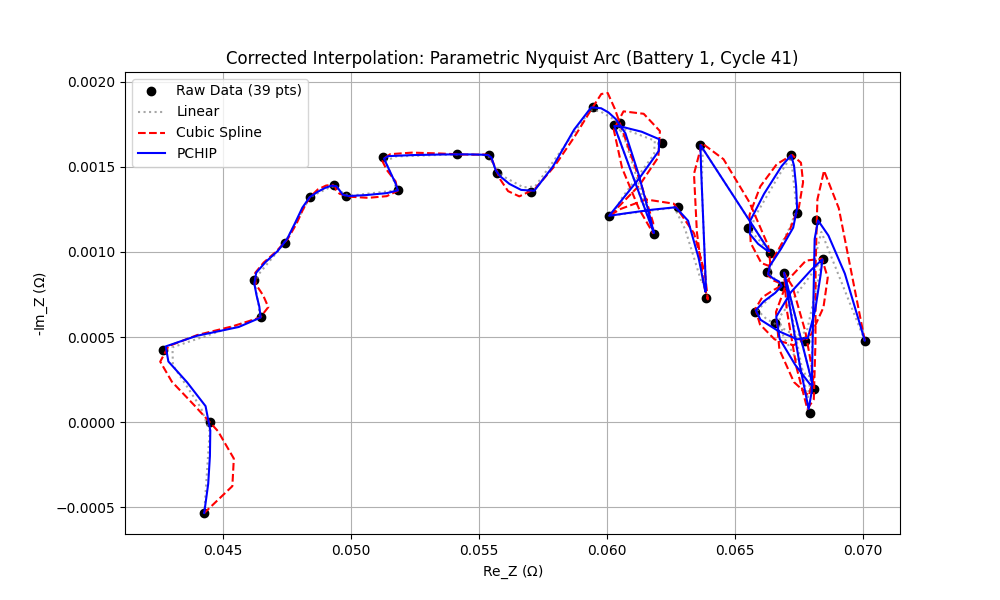 Corrected Interpolation: Parametric Nyquist Arc (Battery 1, Cycle 41)
Raw Data (39 pts)
Linear
Cubic Spline
PCHIP
0.0020
0.0015
0.0010
0.0005
0.0000
−0.0005
-Im_Z (Ω)
0.045 0.050 0.055 0.060 0.065 0.070
Re_Z (Ω)